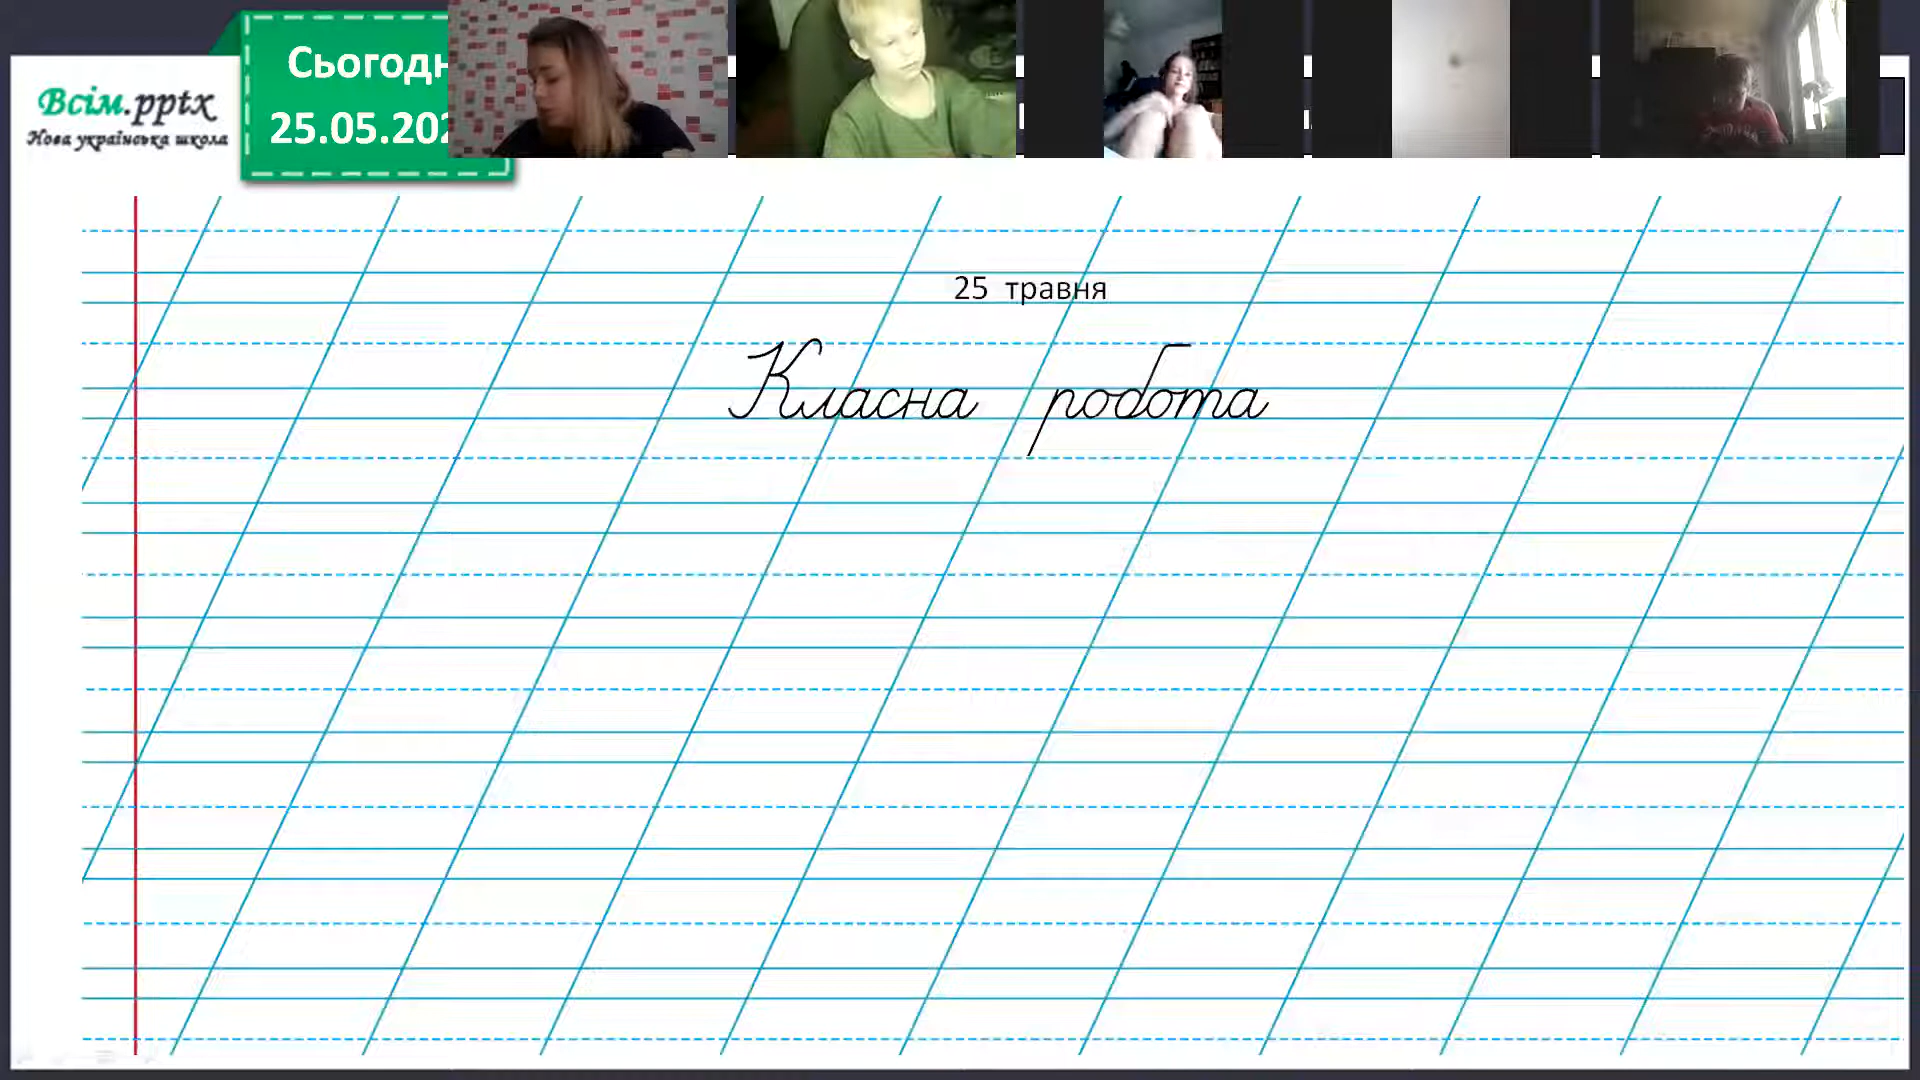 Сьогодн
25.05.202
Всім.pptx
Нова українська школа
25 травня
Класна робота